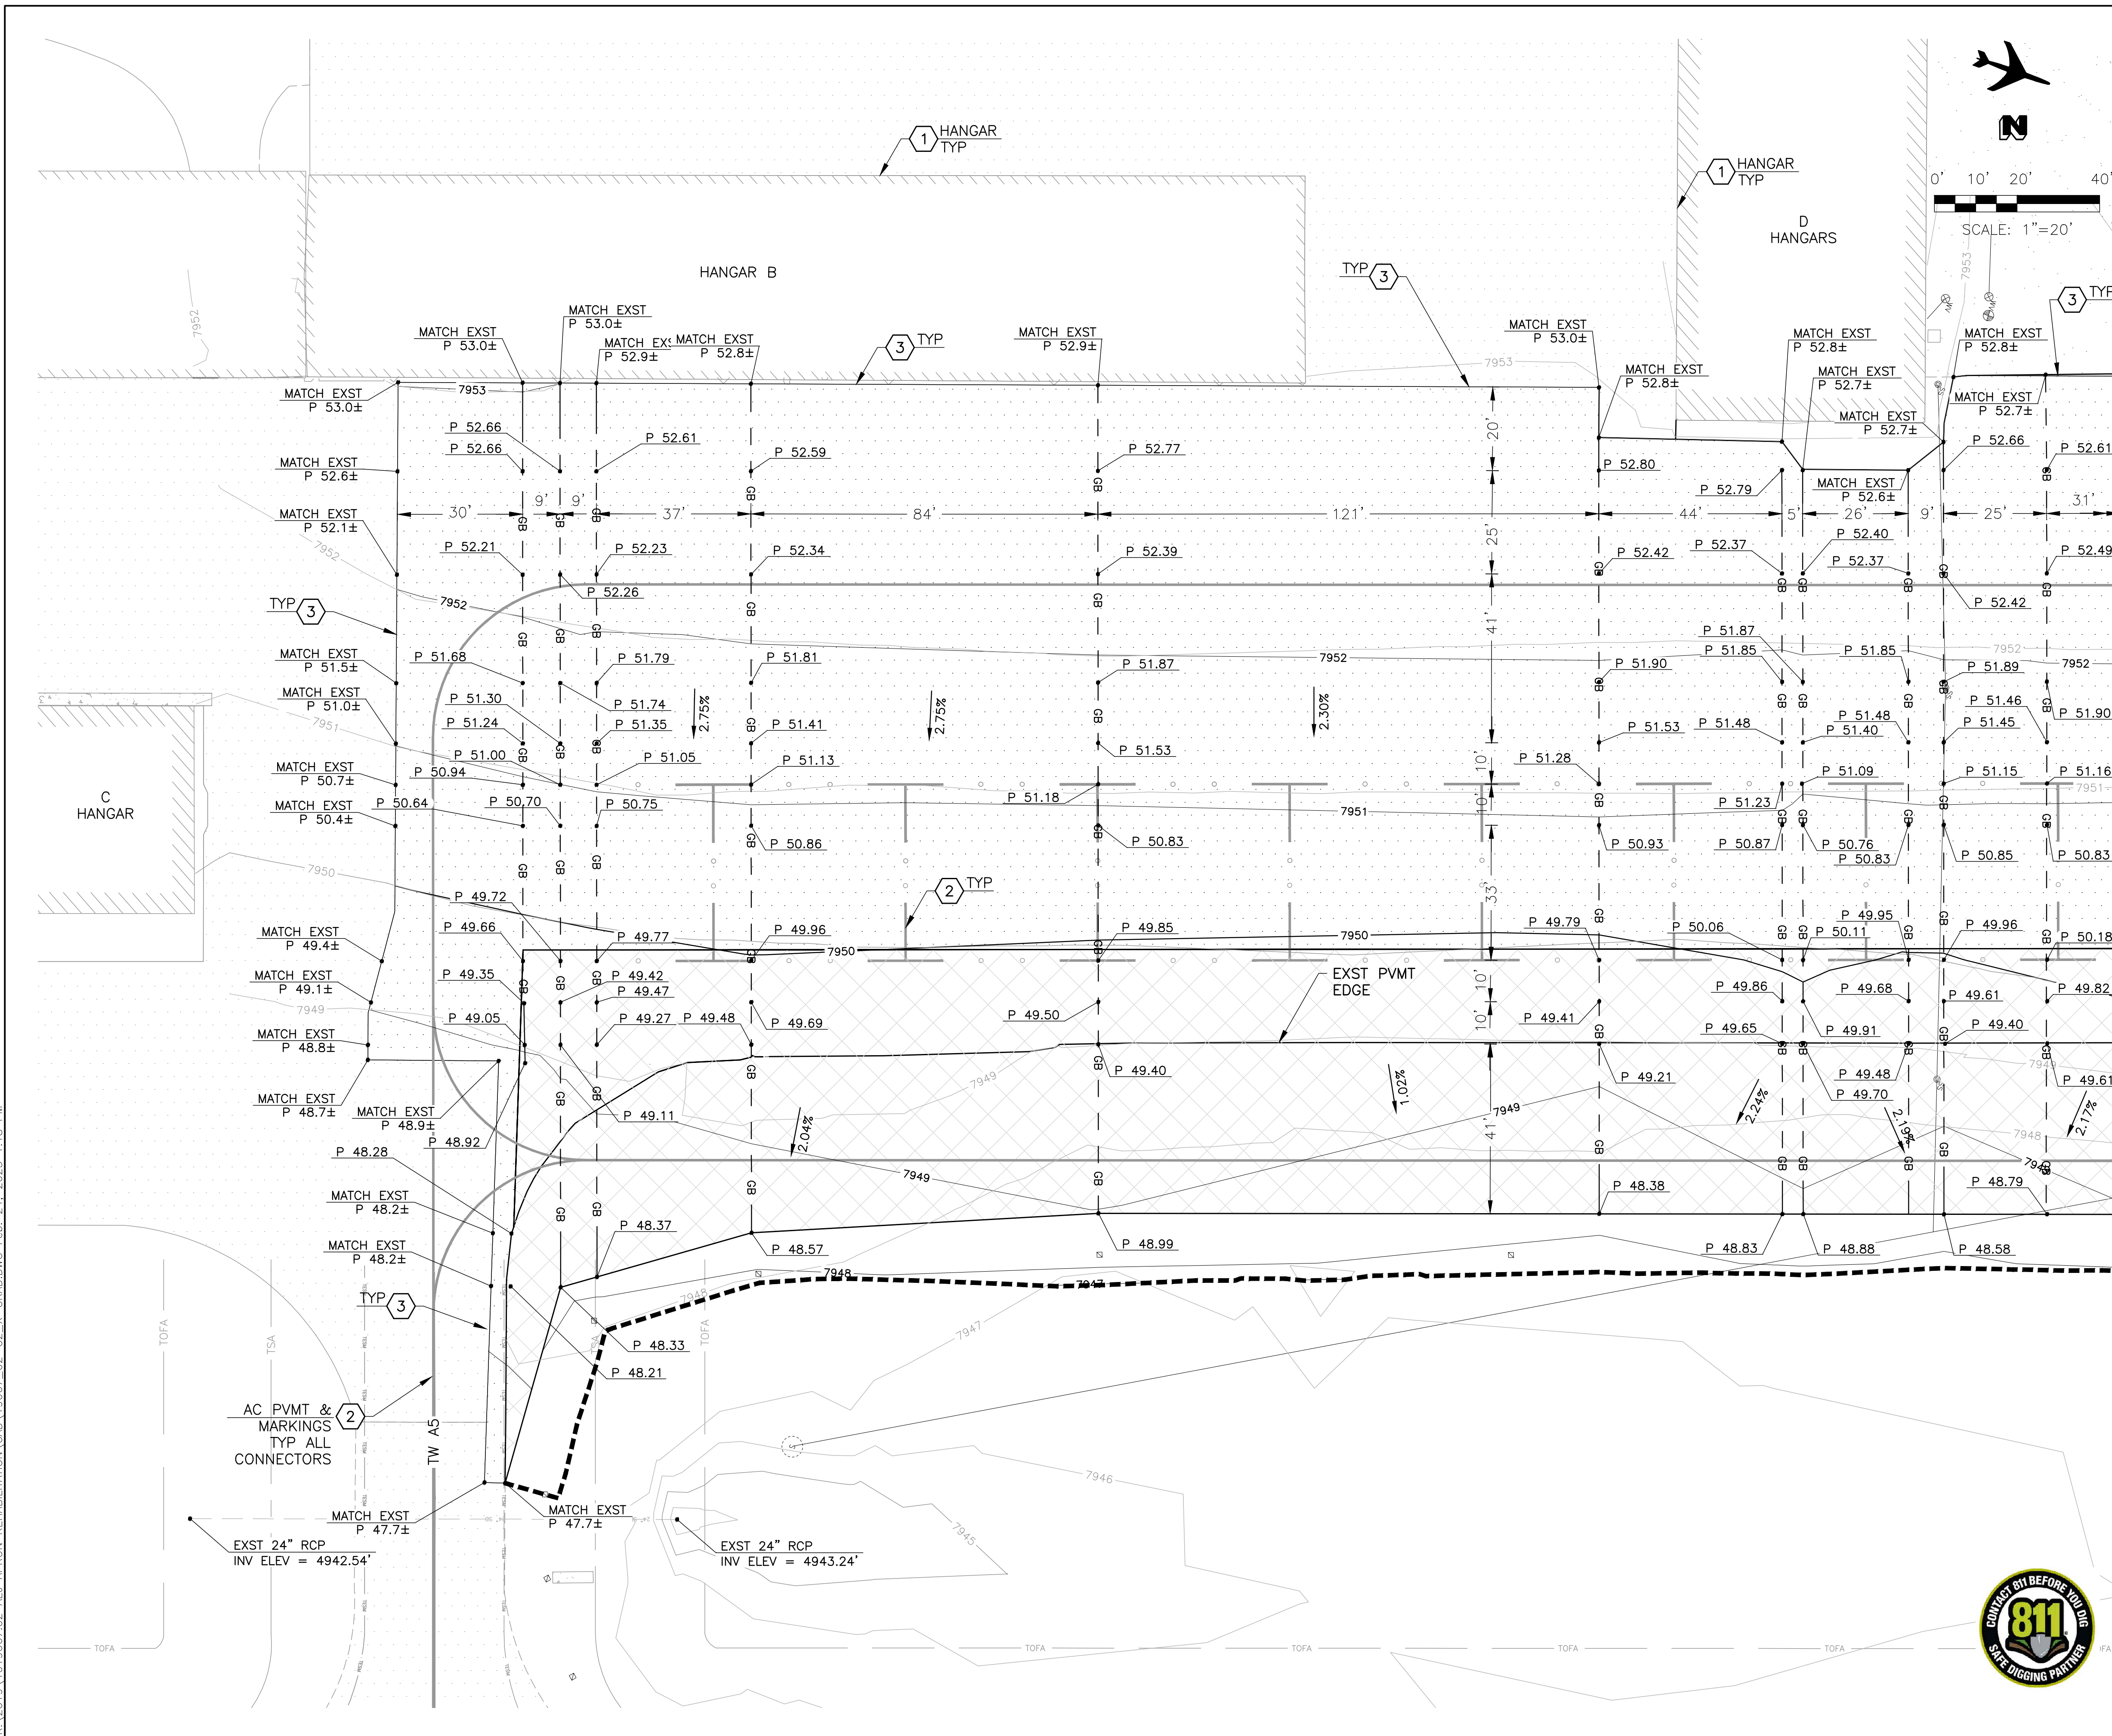 1
HANGAR
TYP
1
HANGAR
TYP
N
0' 10' 20' 40'
SCALE: 1"=20'
D
HANGARS
HANGAR B
7953
7952
TYP 3
3 TYP
3 TYP
MATCH EXST
P 53.0±
MATCH EXST
P 53.0±
MATCH EXS
P 52.9±
MATCH EXST
P 52.8±
MATCH EXST
P 52.9±
MATCH EXST
P 53.0±
MATCH EXST
P 52.8±
MATCH EXST
P 52.8±
MATCH EXST
P 53.0±
7953
7953
MATCH EXST
P 52.8±
MATCH EXST
P 52.7±
MATCH EXST
P 52.7±
MATCH EXST
P 52.7±
P 52.66
P 52.66
P 52.61
P 52.59
P 52.77
20'
P 52.80
P 52.79
P 52.66
P 52.61
MATCH EXST
P 52.6±
MATCH EXST
P 52.6±
30' 9' 9' 37' 84' 121' 44' 5' 26' 9' 25' 31'
MATCH EXST
P 52.1±
25'
7952
P 52.21
P 52.23
P 52.34
P 52.39
P 52.42
P 52.37
P 52.40
P 52.37
P 52.49
P 52.26
P 52.42
TYP 3
7952
41'
7952
7952
7952
MATCH EXST
P 51.5±
P 51.68
P 51.79
P 51.81
P 51.87
P 51.90
P 51.87
P 51.85
P 51.85
P 51.89
MATCH EXST
P 51.0±
P 51.30
P 51.74
2.75%
2.75%
2.30%
P 51.46
P 51.90
P 51.24
P 51.35
P 51.41
P 51.53
P 51.53
P 51.48
P 51.48
P 51.40
P 51.45
7951
MATCH EXST
P 50.7±
P 51.00
P 50.94
P 51.05
P 51.13
P 51.18
10'
P 51.28
P 51.23
P 51.09
P 51.15
P 51.16
7951
7951
C
HANGAR
MATCH EXST
P 50.4±
P 50.64
P 50.70
P 50.75
P 50.86
P 50.83
10'
P 50.93
P 50.87
P 50.76
P 50.83
P 50.85
P 50.83
7950
33'
2 TYP
P 49.72
MATCH EXST
P 49.4±
P 49.66
P 49.77
P 49.96
P 49.85
P 49.79
P 50.06
P 49.95
P 50.11
P 49.96
P 50.18
7950
7950
MATCH EXST
P 49.1±
P 49.35
P 49.42
P 49.47
EXST PVMT
EDGE
10'
P 49.86
P 49.68
P 49.61
P 49.82
7949
P 49.05
P 49.27
P 49.48
P 49.69
P 49.50
10'
P 49.41
P 49.65
P 49.91
P 49.40
MATCH EXST
P 48.8±
P 49.40
P 49.21
P 49.48
P 49.70
7949
P 49.61
7949
MATCH EXST
P 48.7±
MATCH EXST
P 48.9±
P 49.11
1.02%
7949
41'
2.24%
2.19%
2.17%
2.04%
P 48.92
P 48.28
7949
7948
P 48.38
P 48.79
MATCH EXST
P 48.2±
P 48.37
P 48.57
P 48.99
P 48.83
P 48.88
P 48.58
MATCH EXST
P 48.2±
7948
7947
7948
7947
TYP 3
TOFA
TSA
TSA
TOFA
P 48.33
P 48.21
AC PVMT &
MARKINGS
TYP ALL
CONNECTORS
2
TW A5
7946
7945
MATCH EXST
P 47.7±
MATCH EXST
P 47.7±
EXST 24" RCP
INV ELEV = 4942.54'
EXST 24" RCP
INV ELEV = 4943.24'
CONTACT 811 BEFORE YOU DIG
811
SAFE DIGGING PARTNER
TOFA TOFA TOFA TOFA TOFA